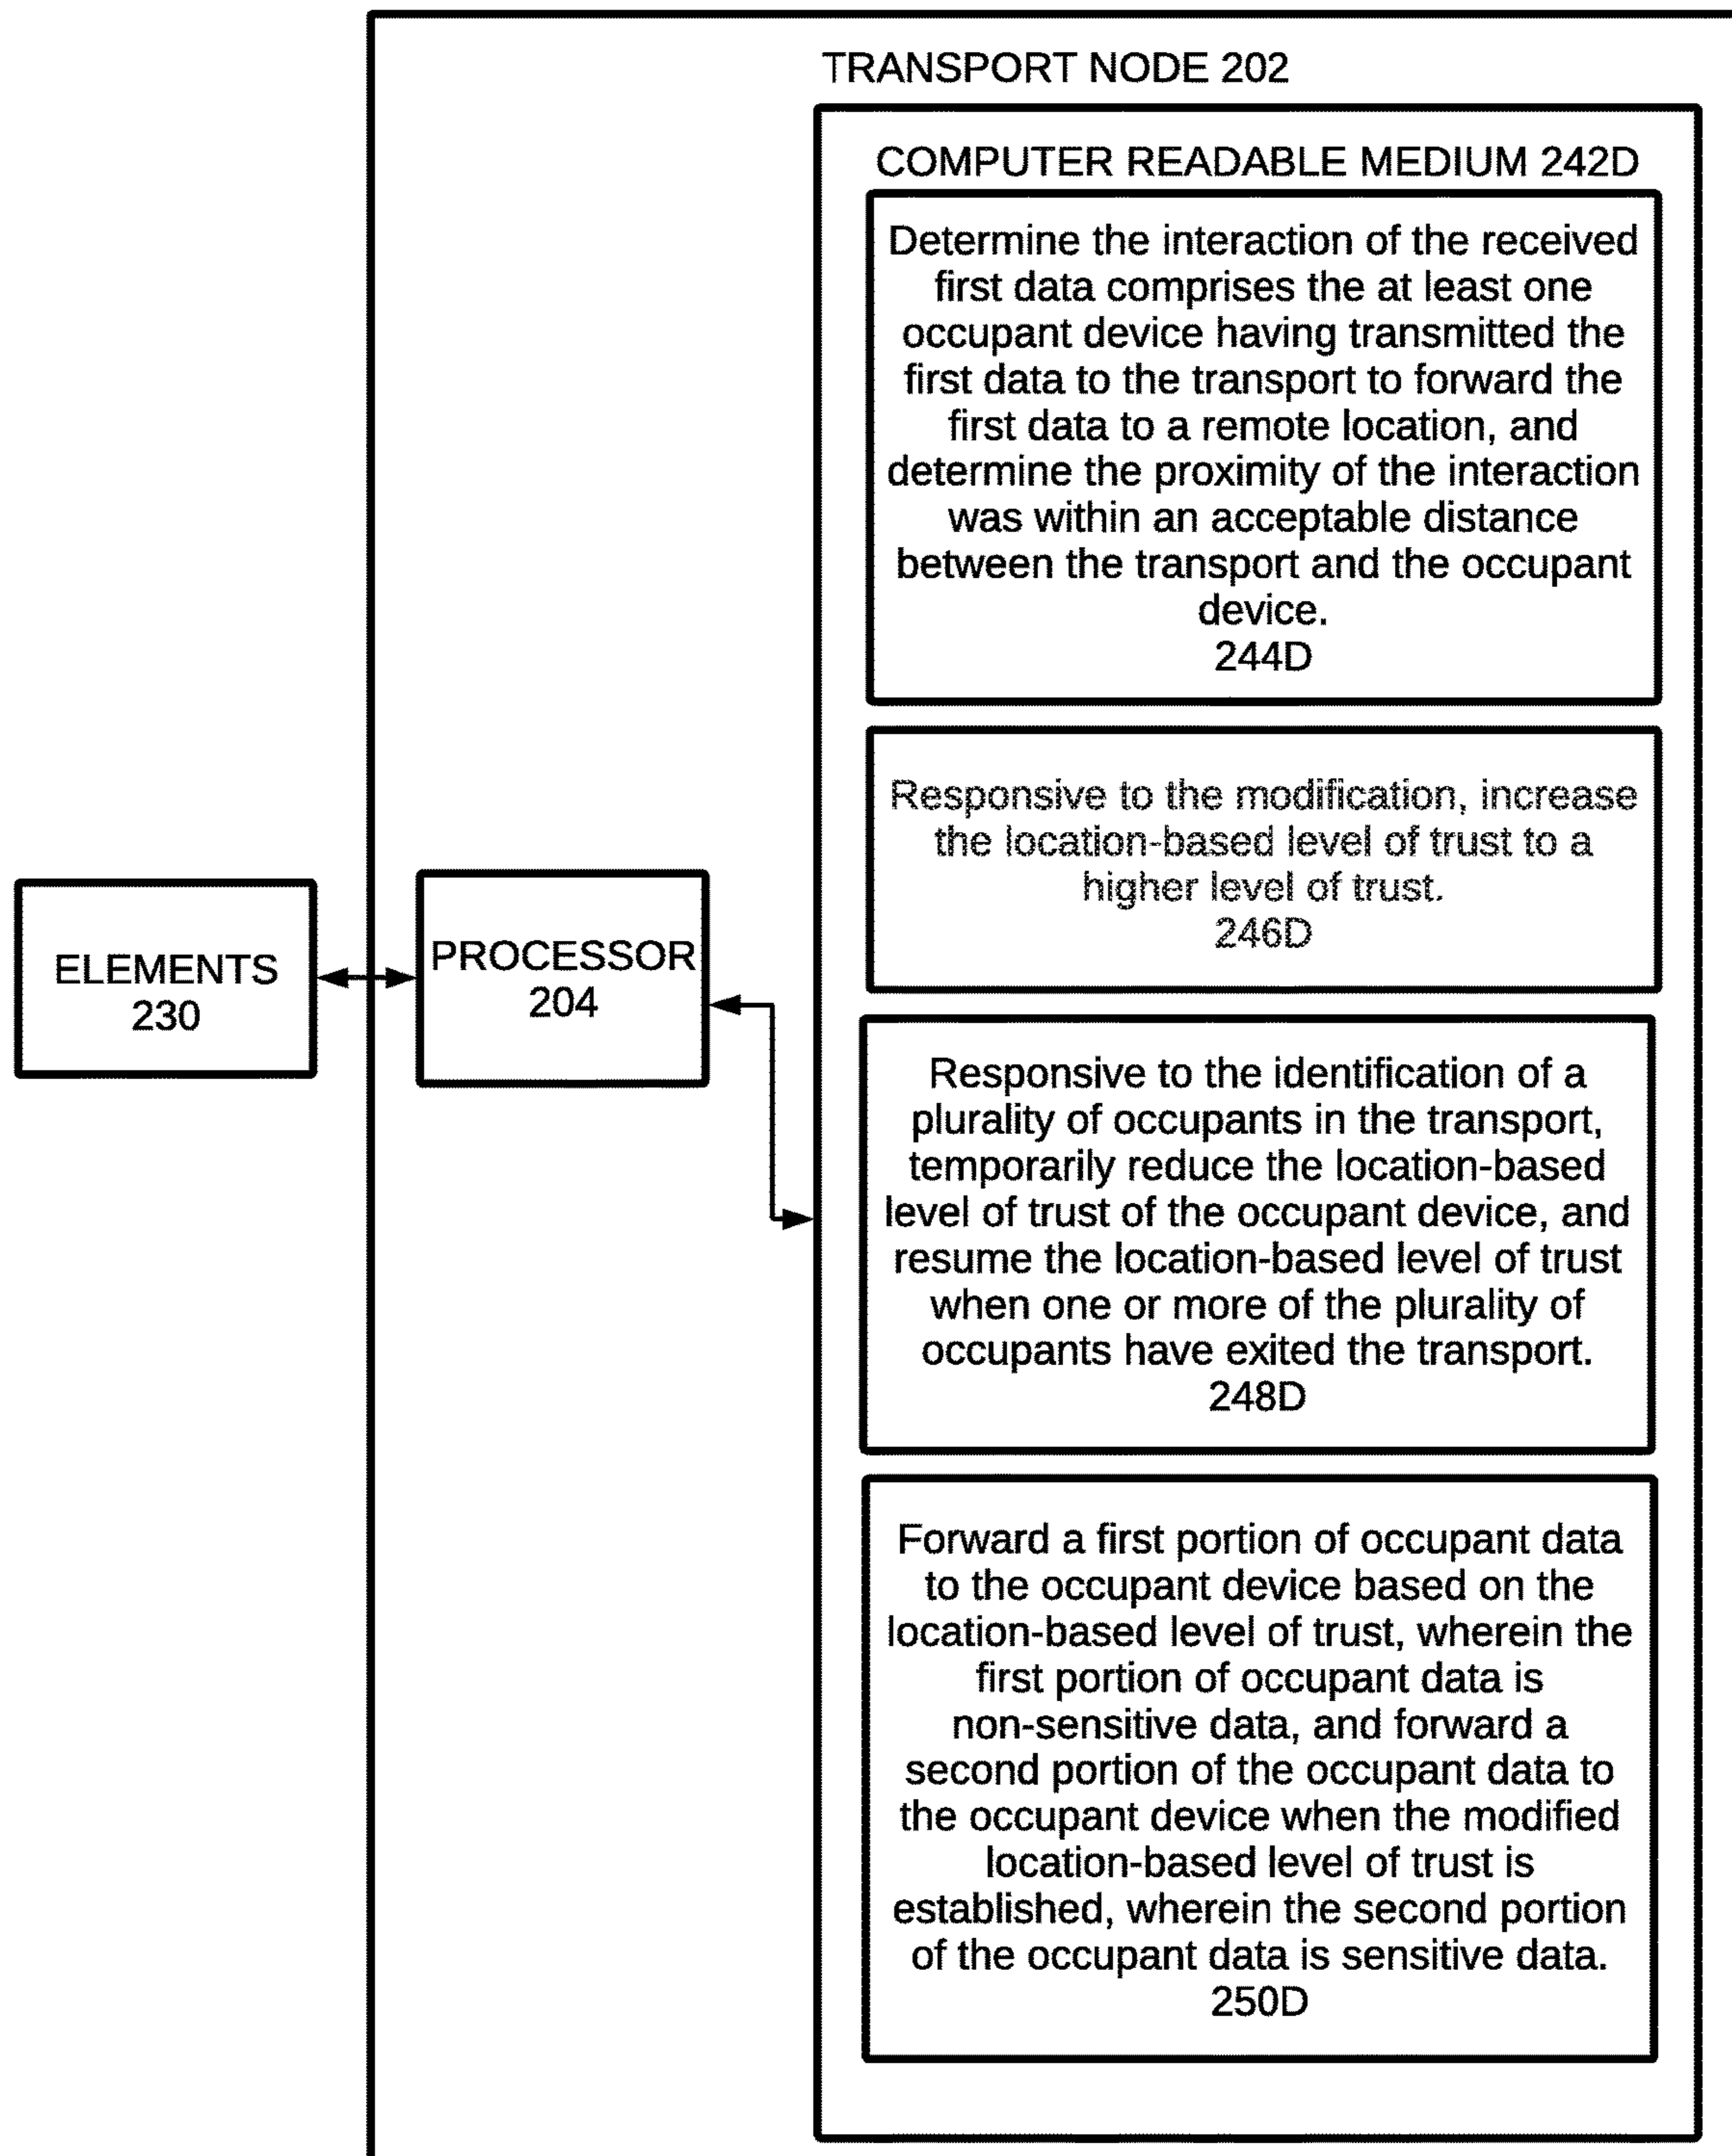 TRANSPORT NODE 202
COMPUTER READABLE MEDIUM 242D
Determine the interaction of the received
first data comprises the at least one
occupant device having transmitted the
first data to the transport to forward the
first data to a remote location, and
determine the proximity of the interaction
was within an acceptable distance
between the transport and the occupant
device.
244D
Responsive to the modification, increase
the location-based level of trust to a
higher level of trust.
246D
ELEMENTS
230
PROCESSOR
204
Responsive to the identification of a
plurality of occupants in the transport,
temporarily reduce the location-based
level of trust of the occupant device, and
resume the location-based level of trust
when one or more of the plurality of
occupants have exited the transport.
248D
Forward a first portion of occupant data
to the occupant device based on the
location-based level of trust, wherein the
first portion of occupant data is
non-sensitive data, and forward a
second portion of the occupant data to
the occupant device when the modified
location-based level of trust is
established, wherein the second portion
of the occupant data is sensitive data.
250D